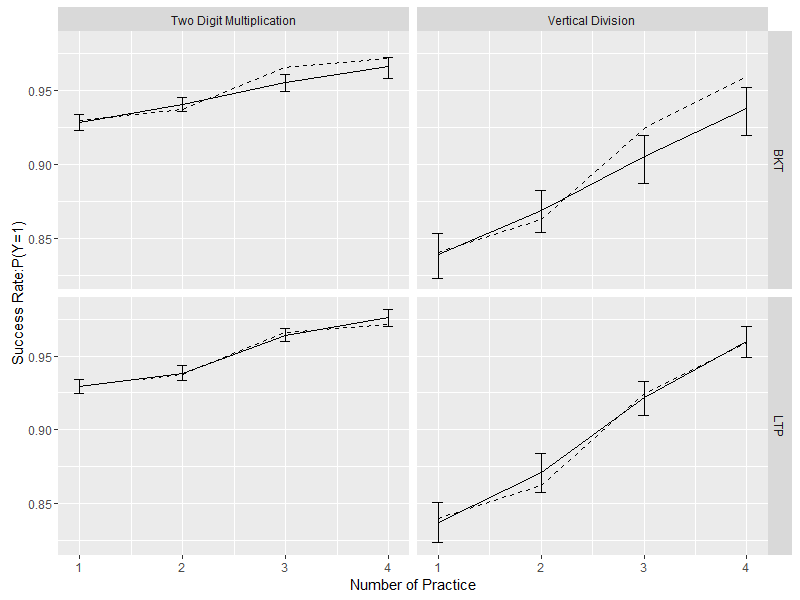 Two Digit Multiplication
Vertical Division
0.95
0.90
0.85
BKT
Success Rate:P(Y=1)
0.95
0.90
0.85
LTP
1 2 3 4
1 2 3 4
Number of Practice